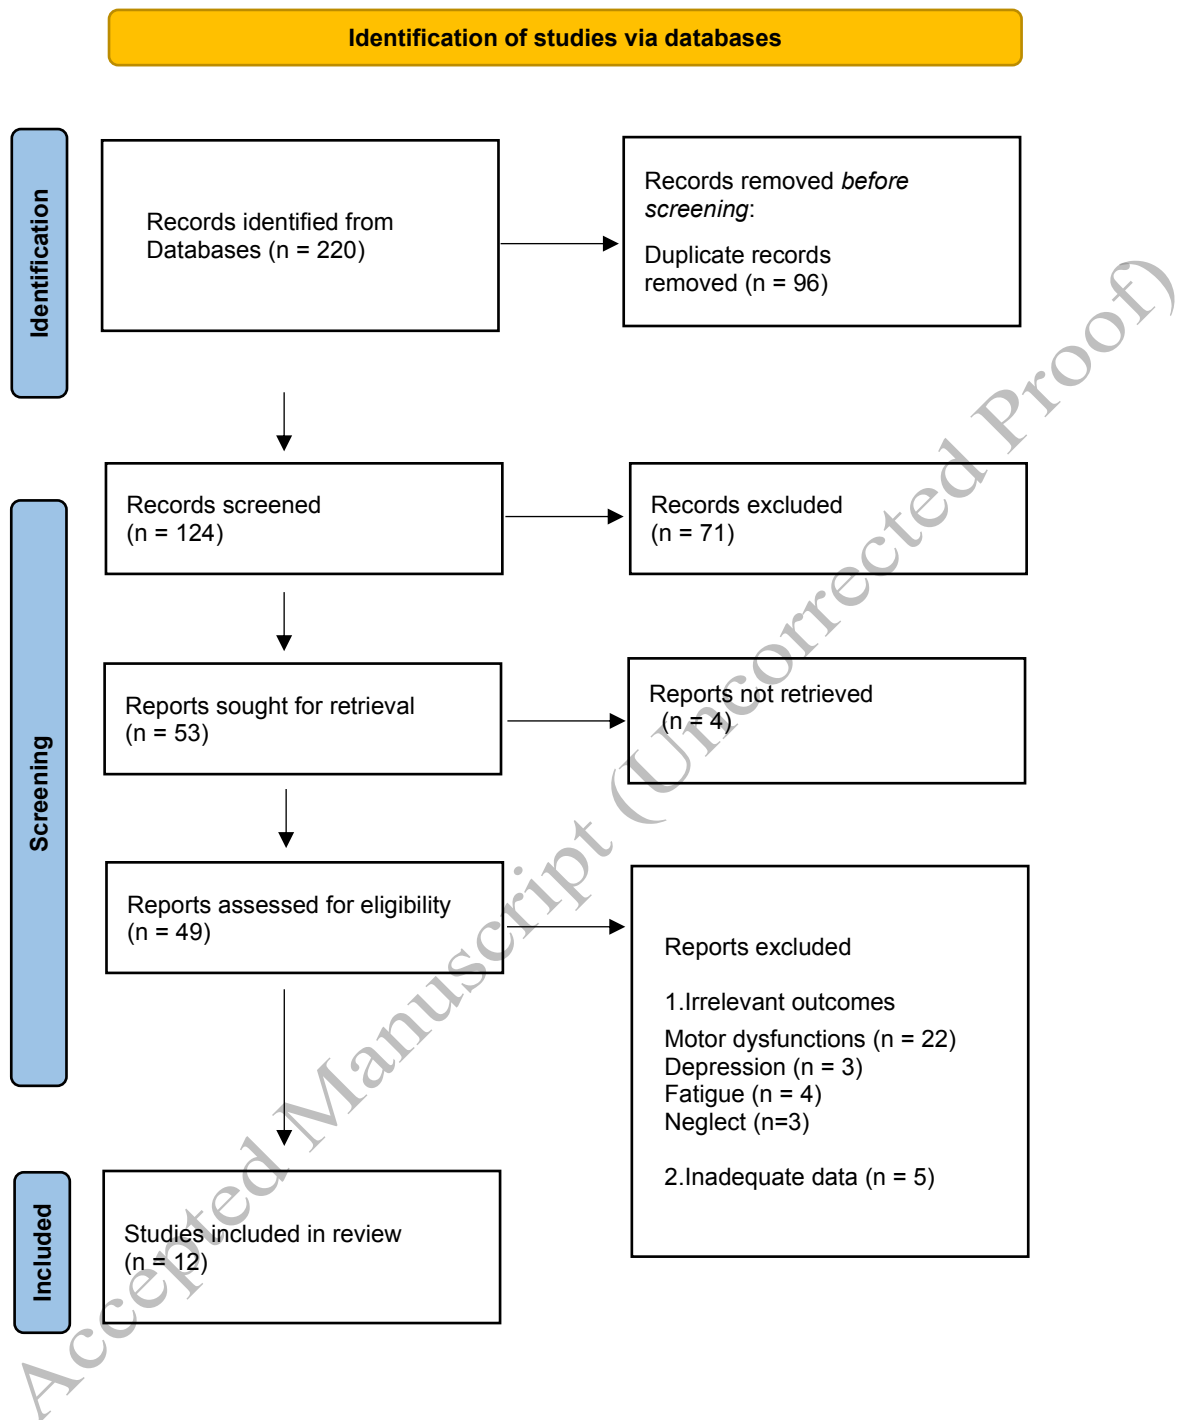 Identification of studies via databases
Identification
Records identified from
Databases (n = 220)
Records removed before
screening:
Duplicate records
removed (n = 96)
Screening
Records screened
(n = 124)
Records excluded
(n = 71)
Reports sought for retrieval
(n = 53)
Reports not retrieved
(n = 4)
Reports assessed for eligibility
(n = 49)
Reports excluded
1.Irrelevant outcomes
Motor dysfunctions (n = 22)
Depression (n = 3)
Fatigue (n = 4)
Neglect (n=3)
2.Inadequate data (n = 5)
Included
Studies included in review
(n = 12)
Accepted Manuscript (Uncorrected Proof)